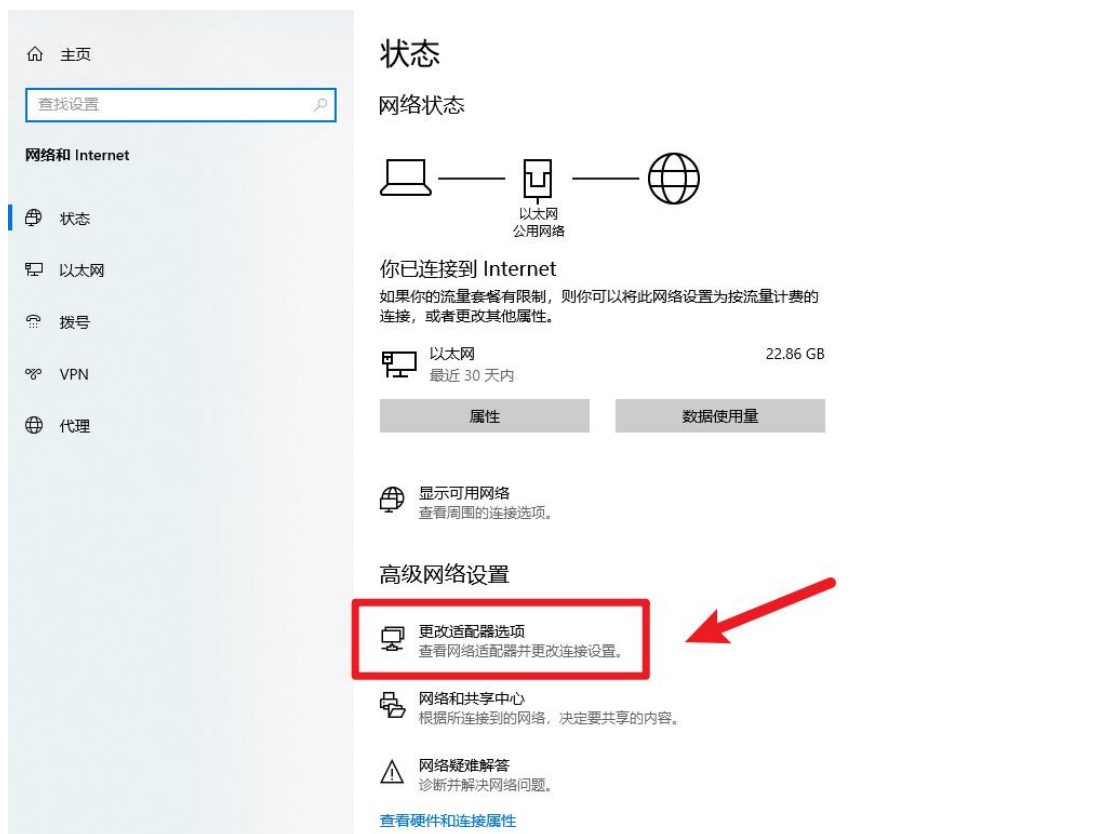 主页
查找设置
网络和 Internet
状态
以太网
拨号
VPN
代理
状态
网络状态
以太网
公用网络
你已连接到 Internet
如果你的流量套餐有限制，则你可以将此网络设置为按流量计费的
连接，或者更改其他属性。
以太网 22.86 GB
最近 30 天内
属性 数据使用量
显示可用网络
查看周围的连接选项。
高级网络设置
更改适配器选项
查看网络适配器并更改连接设置。
网络和共享中心
根据所连接到的网络，决定要共享的内容。
网络疑难解答
诊断并解决网络问题。
查看硬件和连接属性